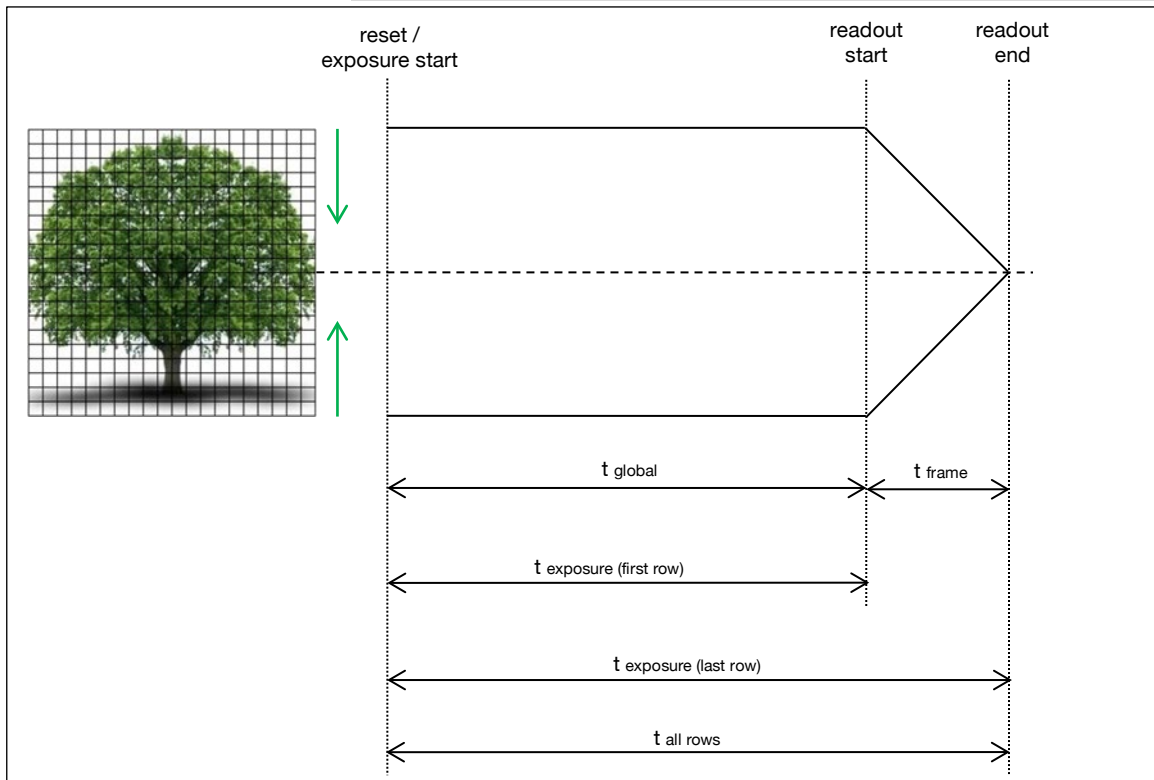 reset /
exposure start
readout
start
readout
end
t global
t frame
t exposure (first row)
t exposure (last row)
t all rows